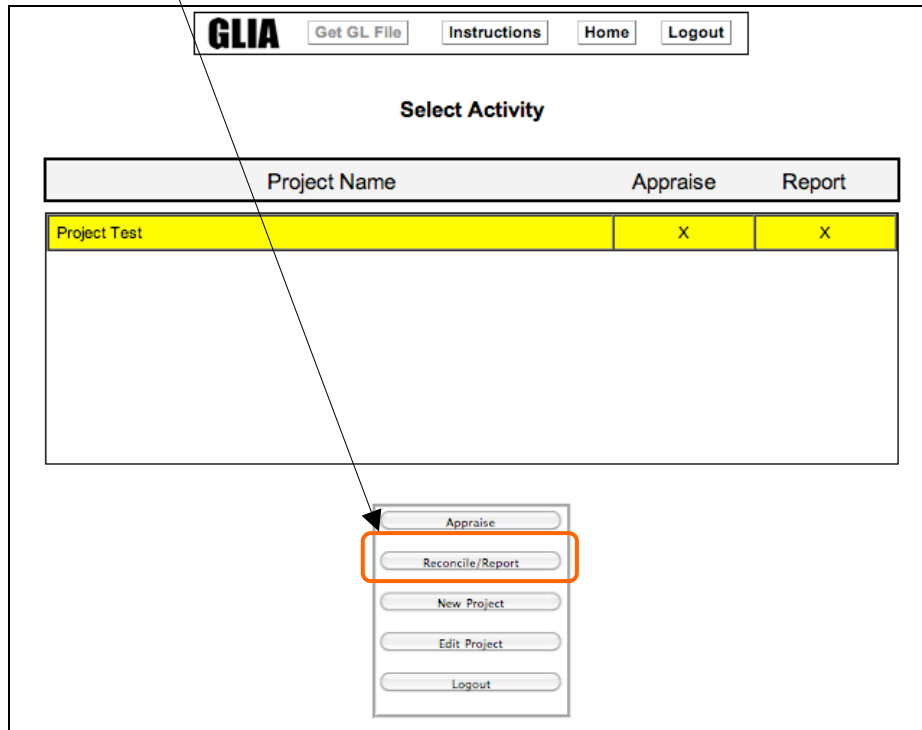 GLIA Get GL File Instructions Home Logout
Select Activity
Project Name Appraise Report
Project Test X X
Appraise
Reconcile/Report
New Project
Edit Project
Logout